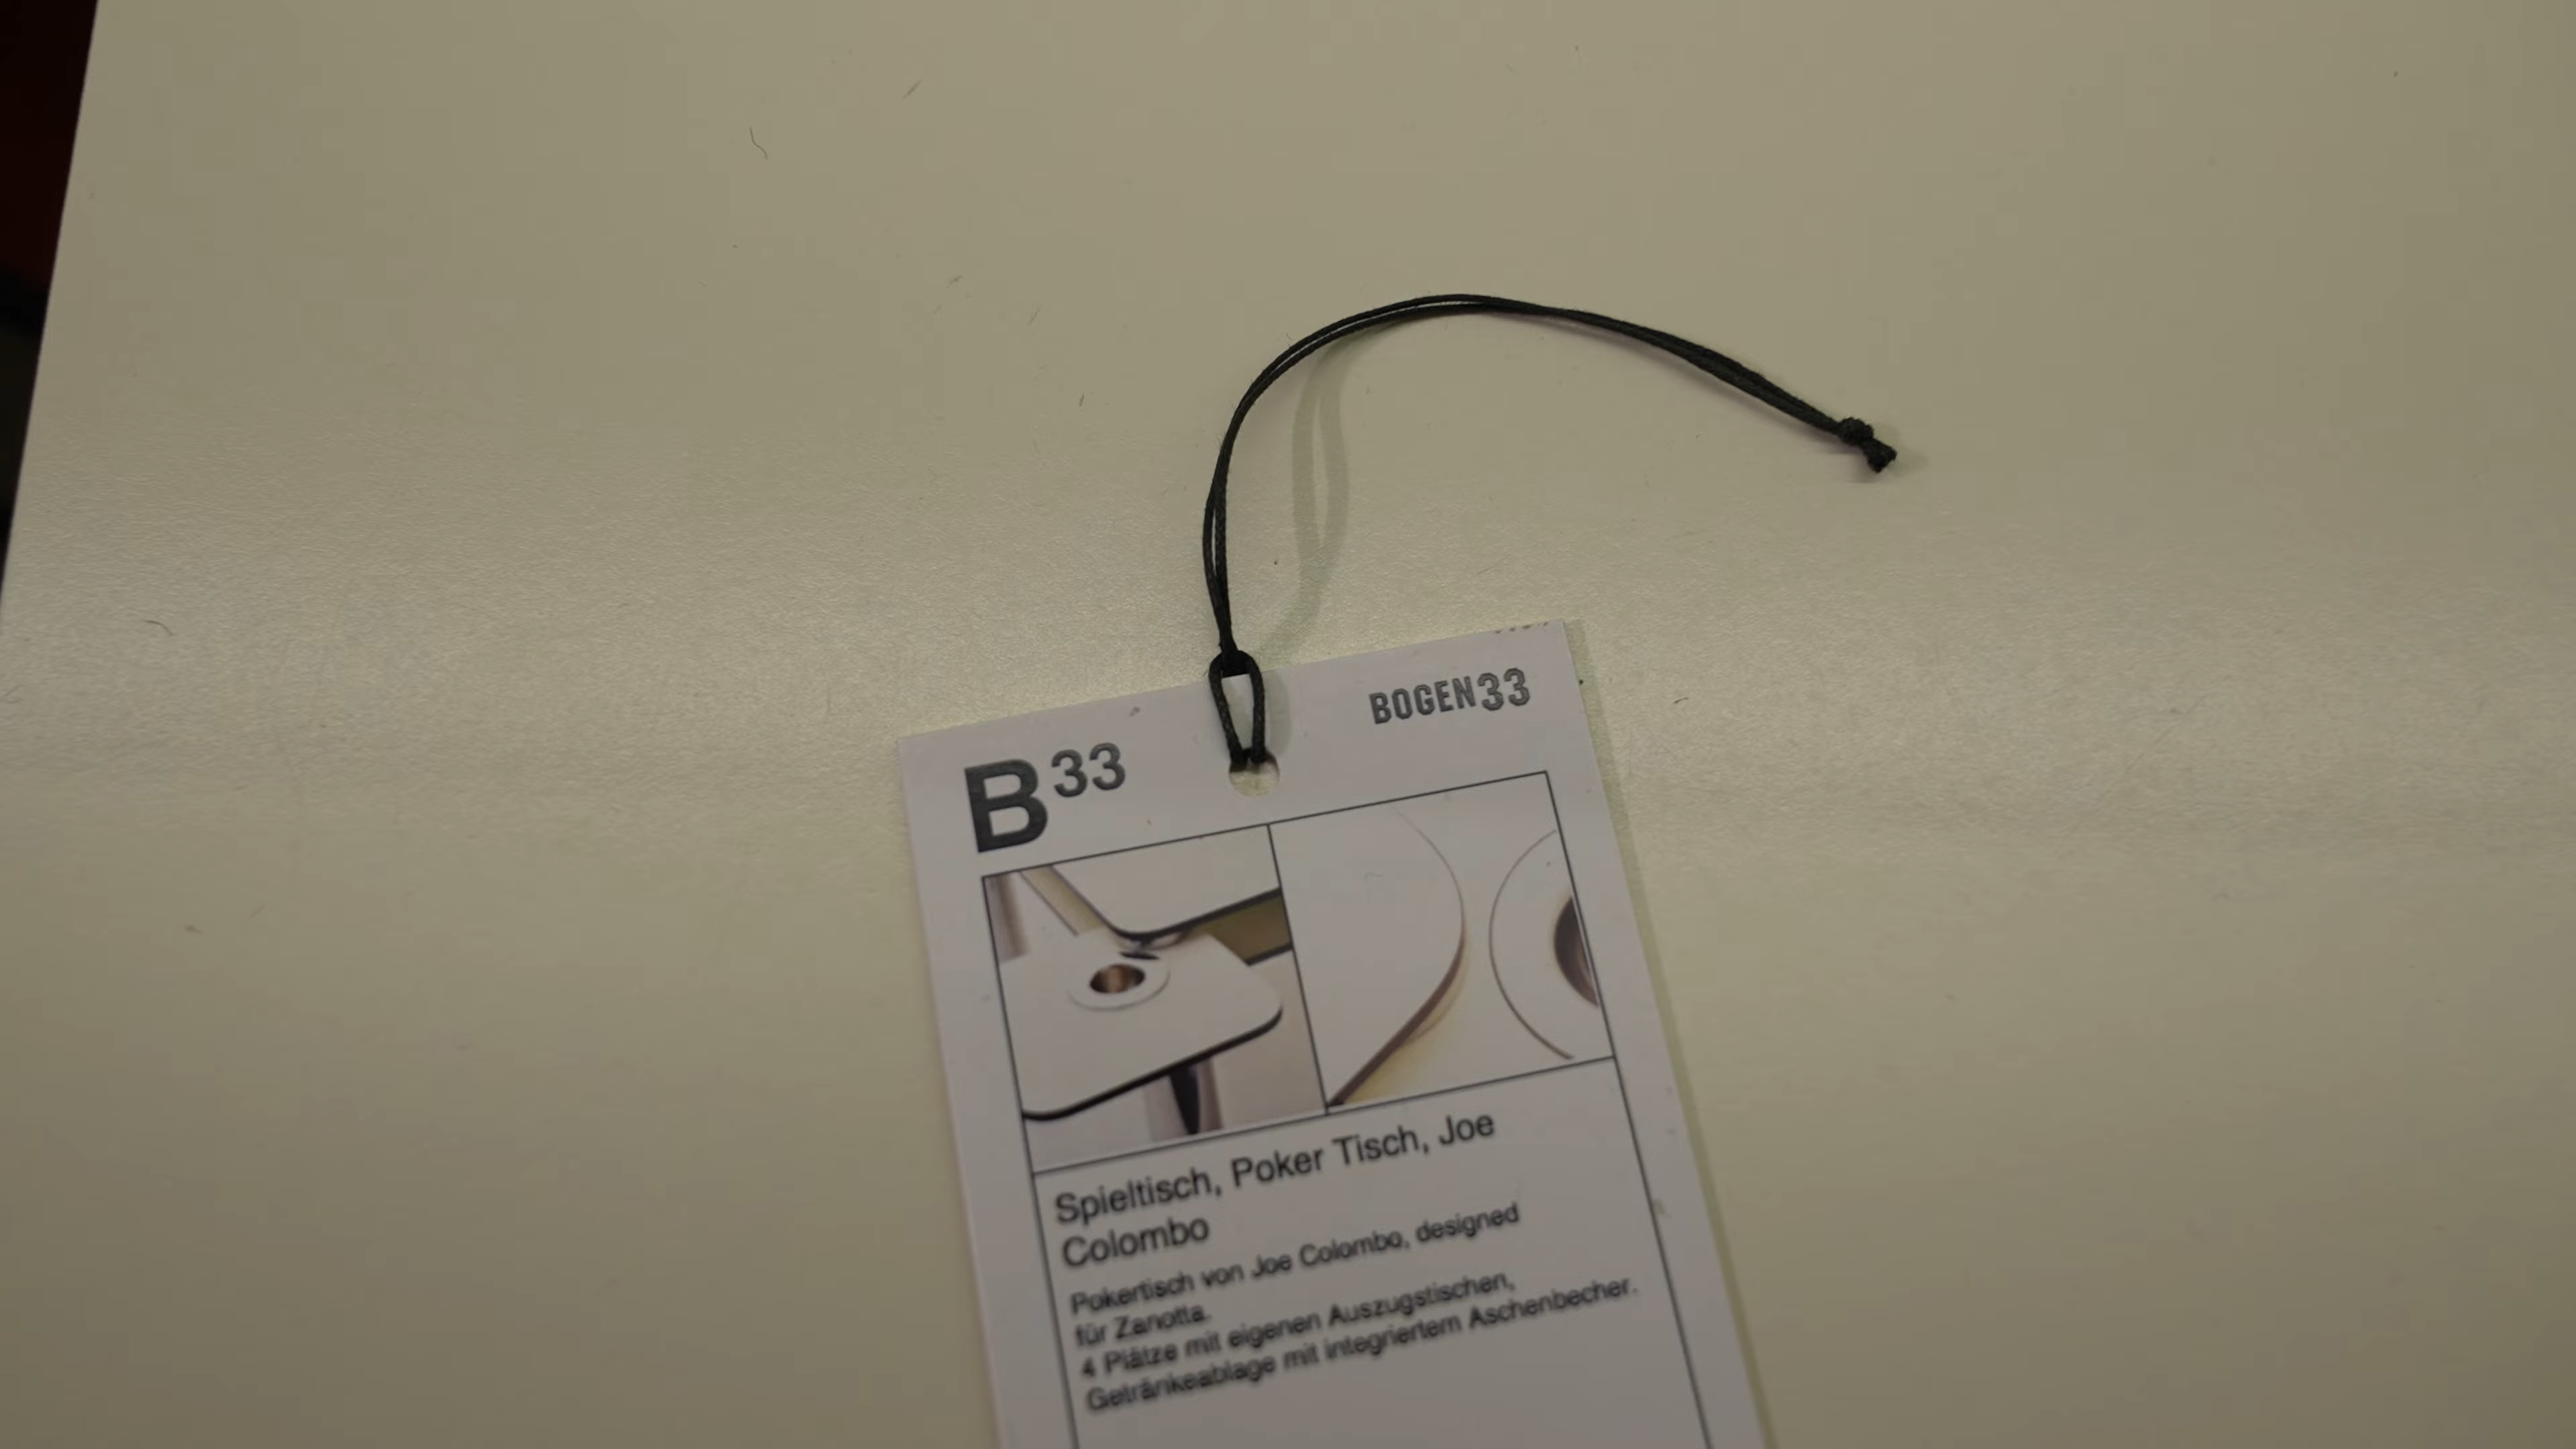 BOGEN33
B33
Spieltisch, Poker Tisch, Joe
Colombo
Pokertisch von Joe Colombo, designed
für Zanotta.
4 Plätze mit eigenen Auszugstischen,
Getränkeablage mit integriertem Aschenbecher.